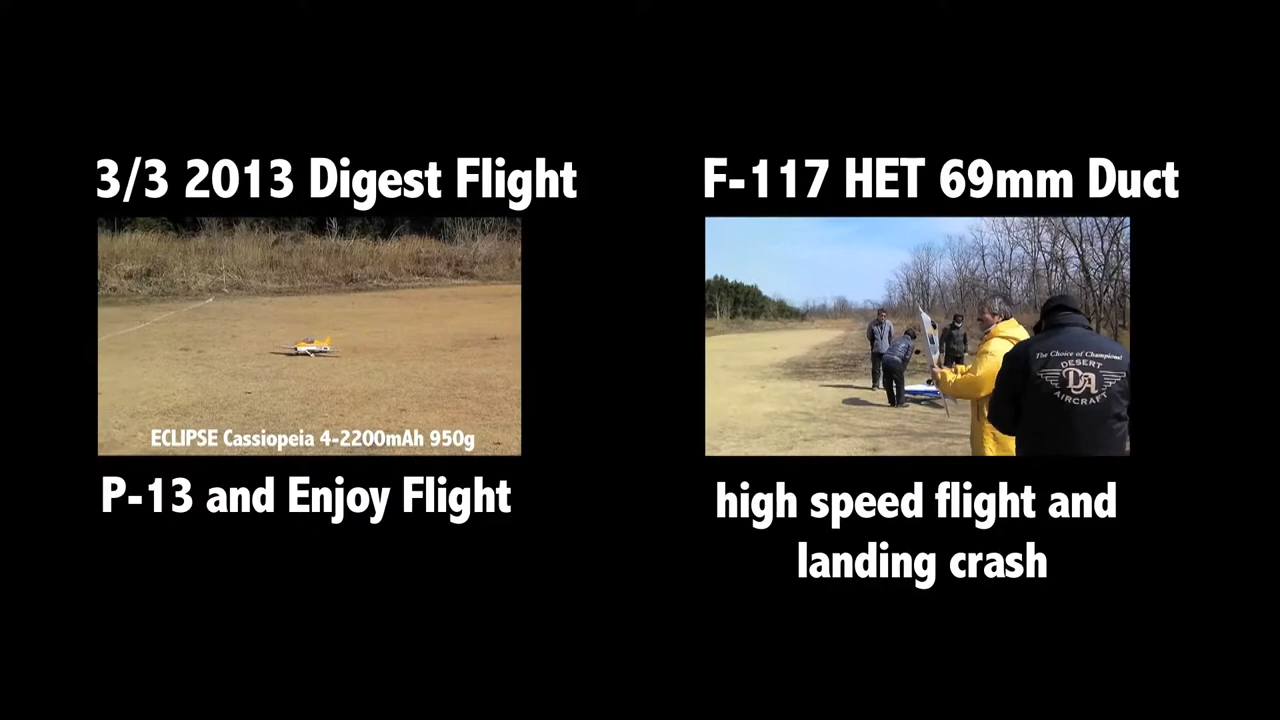 3/3 2013 Digest Flight
ECLIPSE Cassiopeia 4-2200mAh 950g
P-13 and Enjoy Flight
F-117 HET 69mm Duct
The Choice of Champions!
DESERT
DA
AIRCRAFT
high speed flight and
landing crash